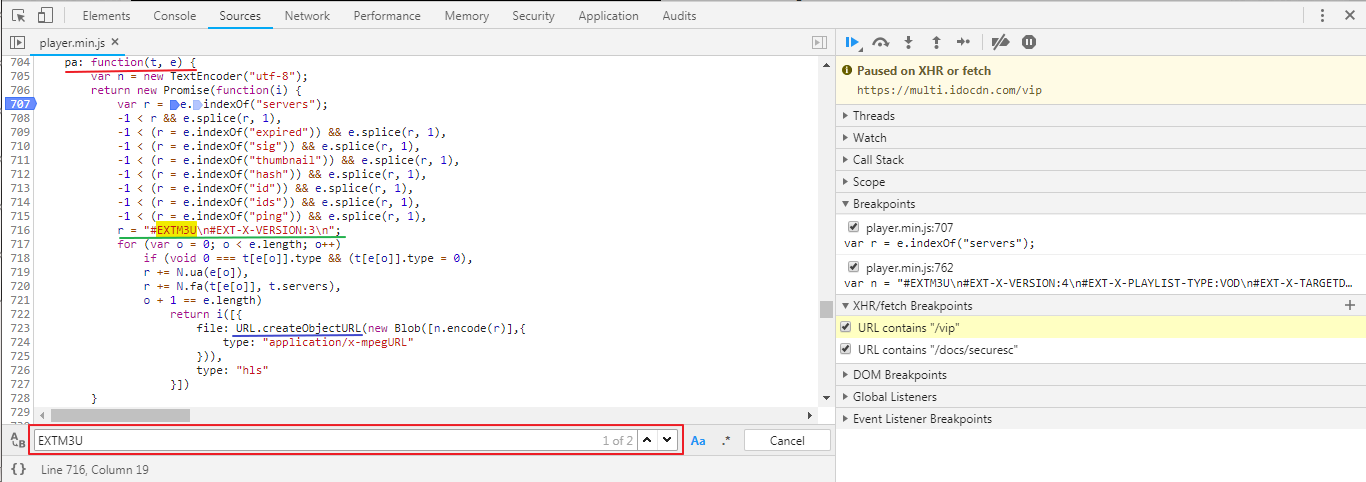 Elements Console Sources Network Performance Memory Security Application Audits
player.min.js
704 pa: function(t, e) {
705 var n = new TextEncoder("utf-8");
706 return new Promise(function(i) {
707 var r = e.indexOf("servers");
708 -1 < r && e.splice(r, 1),
709 -1 < (r = e.indexOf("expired")) && e.splice(r, 1),
710 -1 < (r = e.indexOf("sig")) && e.splice(r, 1),
711 -1 < (r = e.indexOf("thumbnail")) && e.splice(r, 1),
712 -1 < (r = e.indexOf("hash")) && e.splice(r, 1),
713 -1 < (r = e.indexOf("id")) && e.splice(r, 1),
714 -1 < (r = e.indexOf("ids")) && e.splice(r, 1),
715 -1 < (r = e.indexOf("ping")) && e.splice(r, 1),
716 r = "#EXTM3U\n#EXT-X-VERSION:3\n";
717 for (var o = 0; o < e.length; o++)
718 if (void 0 === t[e[o]].type && (t[e[o]].type = 0),
719 r += N.ua(e[o]),
720 r += N.fa(t[e[o]], t.servers),
721 o + 1 == e.length)
722 return i([{
723 file: URL.createObjectURL(new Blob([n.encode(r)],{
724 type: "application/x-mpegURL"
725 })),
726 type: "hls"
727 }])
728 }
729
EXTM3U 1 of 2 Aa .* Cancel
{} Line 716, Column 19
Paused on XHR or fetch
https://multi.idocdn.com/vip
Threads
Watch
Call Stack
Scope
Breakpoints
player.min.js:707
var r = e.indexOf("servers");
player.min.js:762
var n = "#EXTM3U\n#EXT-X-VERSION:4\n#EXT-X-PLAYLIST-TYPE:VOD\n#EXT-X-TARGETD…
XHR/fetch Breakpoints
URL contains "/vip"
URL contains "/docs/securesc"
DOM Breakpoints
Global Listeners
Event Listener Breakpoints